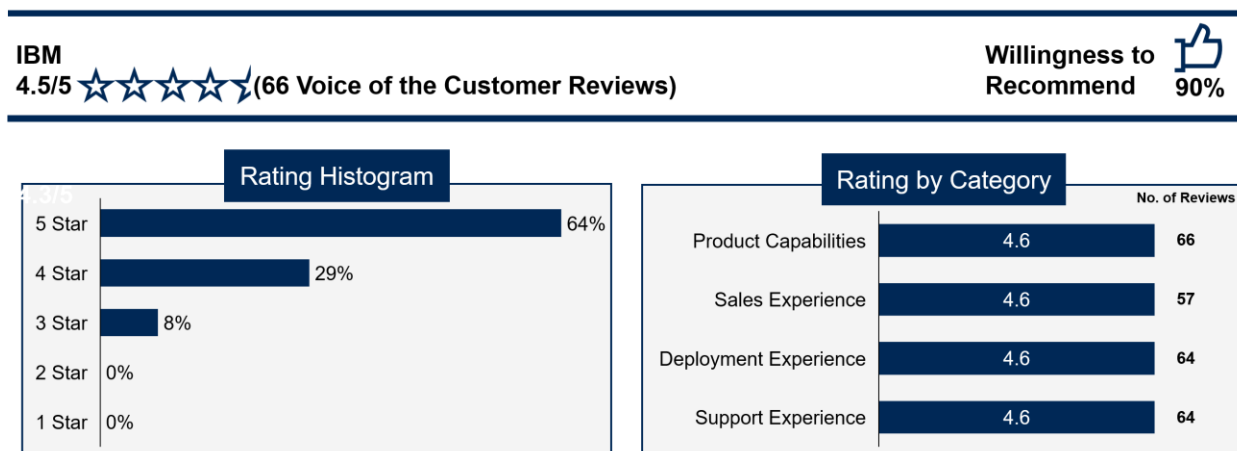 IBM
4.5/5 (66 Voice of the Customer Reviews)
Willingness to
Recommend
90%
Rating Histogram
4.3/5
5 Star 64%
4 Star 29%
3 Star 8%
2 Star 0%
1 Star 0%
Rating by Category
No. of Reviews
Product Capabilities 4.6 66
Sales Experience 4.6 57
Deployment Experience 4.6 64
Support Experience 4.6 64